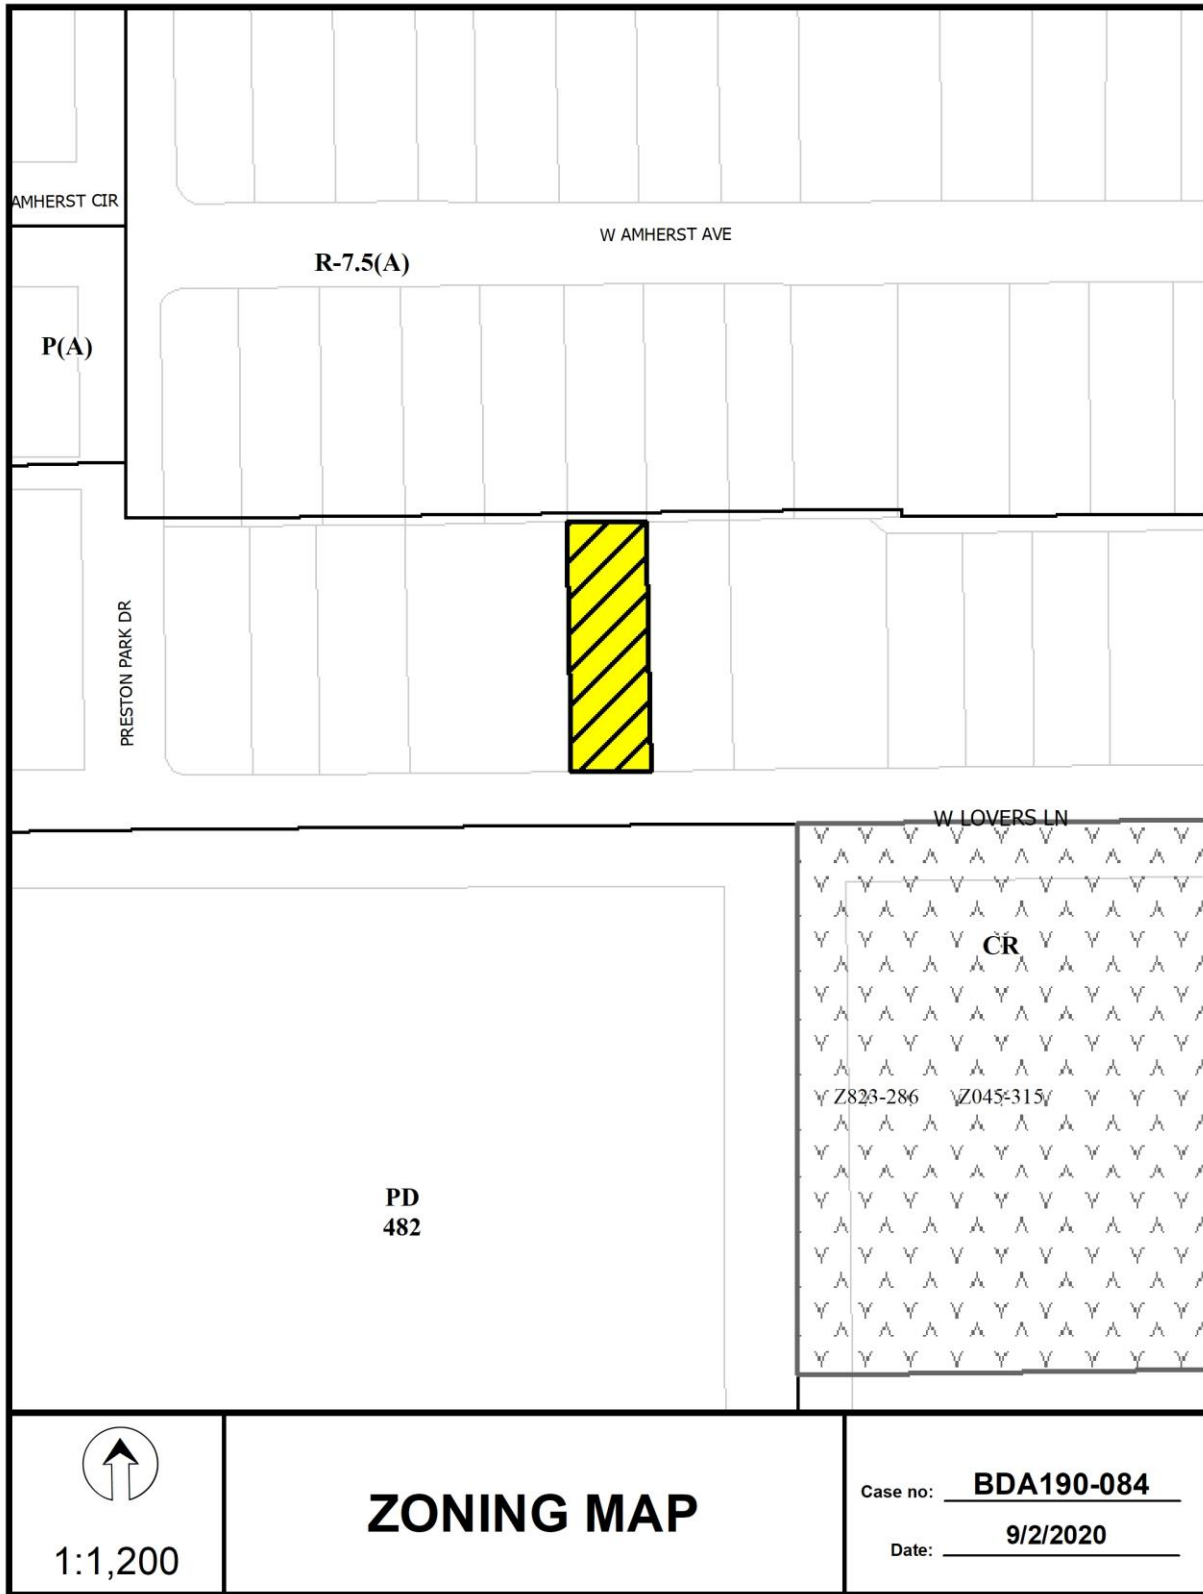 AMHERST CIR
W AMHERST AVE
R-7.5(A)
P(A)
PRESTON PARK DR
W LOVERS LN
CR
Z823-286 Z045-315
PD
482
1:1,200
ZONING MAP
Case no: BDA190-084
Date: 9/2/2020